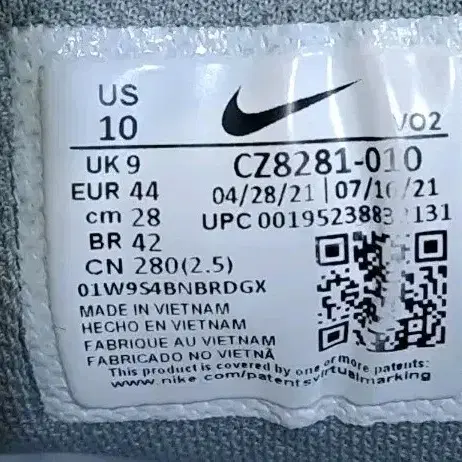 US
10
VO2
UK 9
CZ8281-010
EUR 44
04/28/21 | 07/16/21
cm 28
BR 42
CN 280(2.5)
01W9S4BNBRDGX
MADE IN VIETNAM
HECHO EN VIETNAM
FABRIQUE AU VIETNAM
FABRICADO NO VIETNÃ
This product is covered by one or more patents:
www.nike.com/patentsvirtualmarking